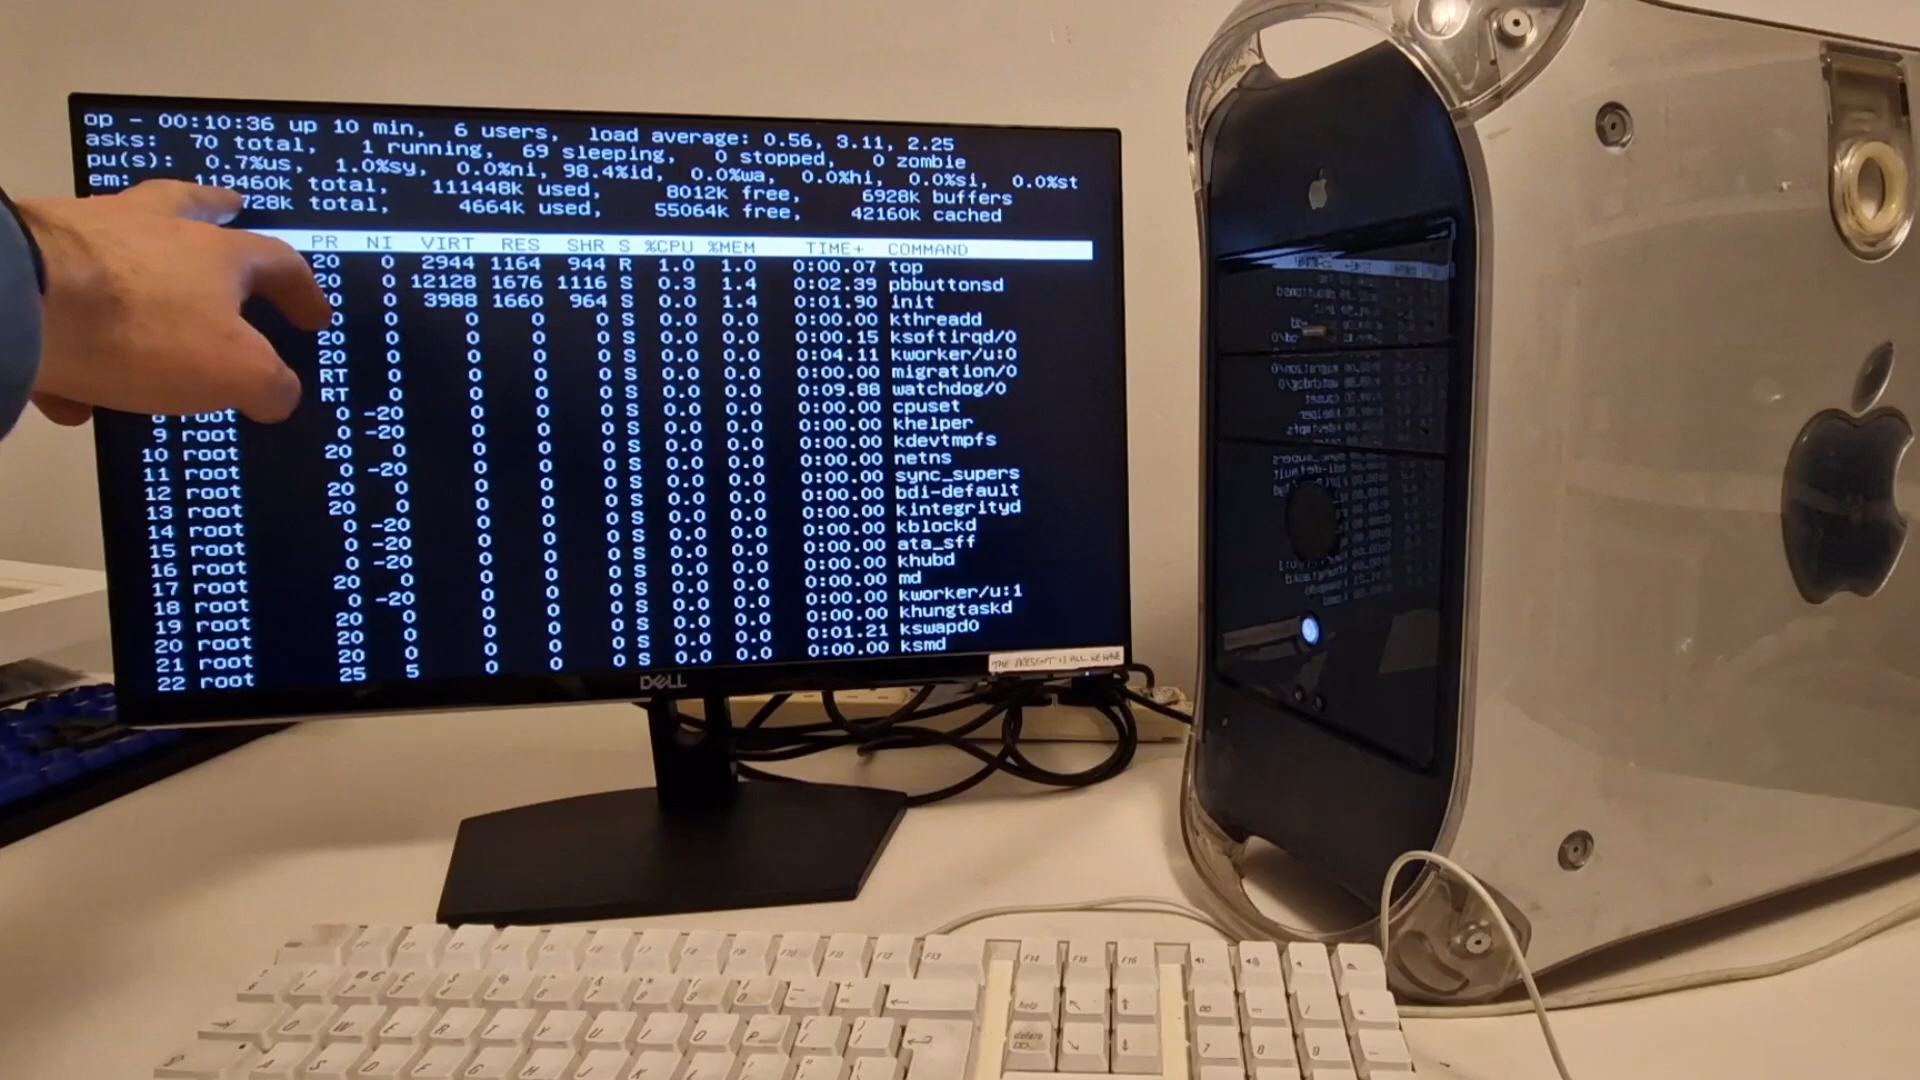 op - 00:10:36 up 10 min, 6 users, load average: 0.56, 3.11, 2.25
asks: 70 total, 1 running, 69 sleeping, 0 stopped, 0 zombie
pu(s): 0.7%us, 1.0%sy, 0.0%ni, 98.4%id, 0.0%wa, 0.0%hi, 0.0%si, 0.0%st
em: 119460k total, 111448k used, 8012k free, 6928k buffers
728k total, 4664k used, 55064k free, 42160k cached
PR NI VIRT RES SHR S %CPU %MEM TIME+ COMMAND
20 0 2944 1164 944 R 1.0 1.0 0:00.07 top
20 0 12128 1676 1116 S 0.3 1.4 0:02.39 pbbuttonsd
0 3988 1660 964 S 0.0 1.4 0:01.90 init
0 0 0 0 S 0.0 0.0 0:00.00 kthreadd
20 0 0 0 0 S 0.0 0.0 0:00.15 ksoftirqd/0
20 0 0 0 0 S 0.0 0.0 0:04.11 kworker/u:0
RT 0 0 0 0 S 0.0 0.0 0:00.00 migration/0
RT 0 0 0 0 S 0.0 0.0 0:09.88 watchdog/0
8 root 0 -20 0 0 0 S 0.0 0.0 0:00.00 cpuset
9 root 0 -20 0 0 0 S 0.0 0.0 0:00.00 khelper
10 root 20 0 0 0 0 S 0.0 0.0 0:00.00 kdevtmpfs
11 root 0 -20 0 0 0 S 0.0 0.0 0:00.00 netns
12 root 20 0 0 0 0 S 0.0 0.0 0:00.00 sync_supers
13 root 20 0 0 0 0 S 0.0 0.0 0:00.00 bdi-default
14 root 0 -20 0 0 0 S 0.0 0.0 0:00.00 kintegrityd
15 root 0 -20 0 0 0 S 0.0 0.0 0:00.00 kblockd
16 root 0 -20 0 0 0 S 0.0 0.0 0:00.00 ata_sff
17 root 20 0 0 0 0 S 0.0 0.0 0:00.00 khubd
18 root 0 -20 0 0 0 S 0.0 0.0 0:00.00 md
19 root 20 0 0 0 0 S 0.0 0.0 0:00.00 kworker/u:1
20 root 20 0 0 0 0 S 0.0 0.0 0:00.00 khungtaskd
21 root 20 0 0 0 0 S 0.0 0.0 0:01.21 kswapd0
22 root 25 5 0 0 0 S 0.0 0.0 0:00.00 ksmd
THE PRESENT IS ALL WE HAVE
DELL
F13 F14 F15 F16
help
Q W E R T Y U I O P
delete
7 8 9
A S D F G H J K L